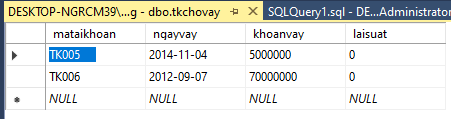 DESKTOP-NGRCM39\...g - dbo.tkchovay SQLQuery1.sql - DE...Administrator
mataikhoan ngayvay khoanvay laisuat
TK005 2014-11-04 5000000 0
TK006 2012-09-07 70000000 0
NULL NULL NULL NULL